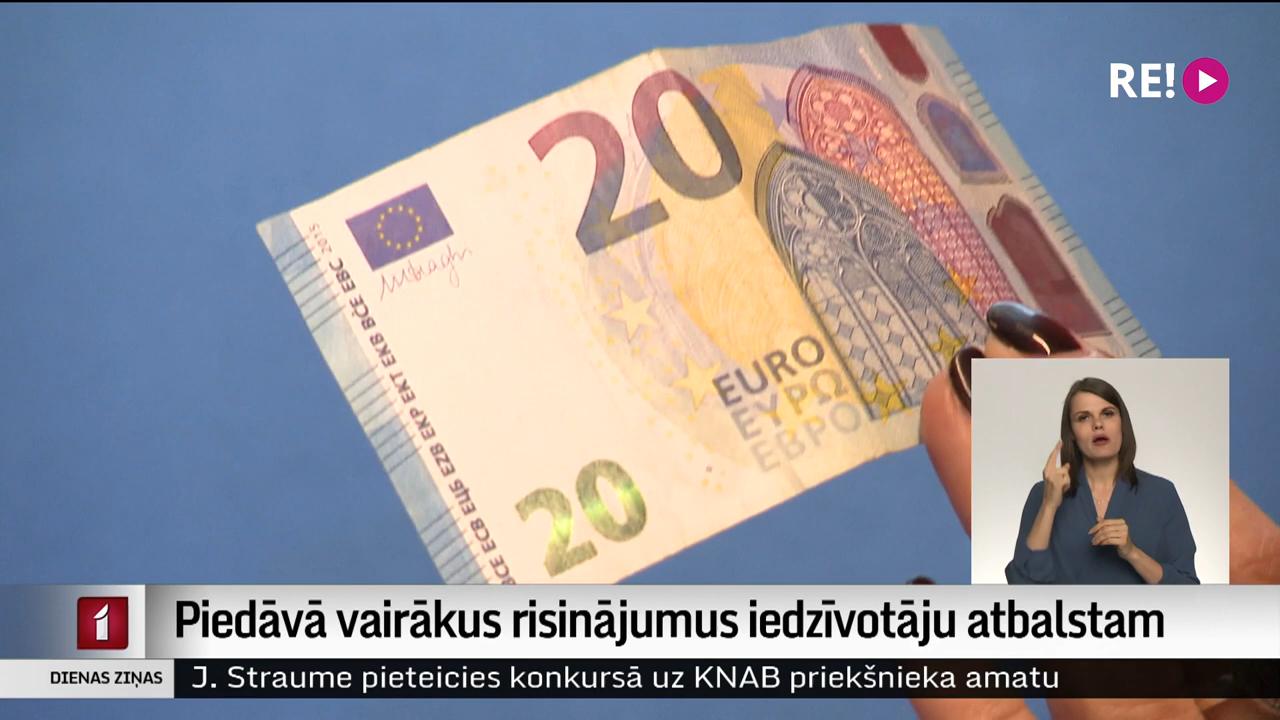 RE!
20
BCE ECB ЕЦБ EZB EKP EKT EKB BĊE EBC 2015
EURO
ΕΥΡΩ
ЕВРО
20
1 Piedāvā vairākus risinājumus iedzīvotāju atbalstam
DIENAS ZIŅAS J. Straume pieteicies konkursā uz KNAB priekšnieka amatu